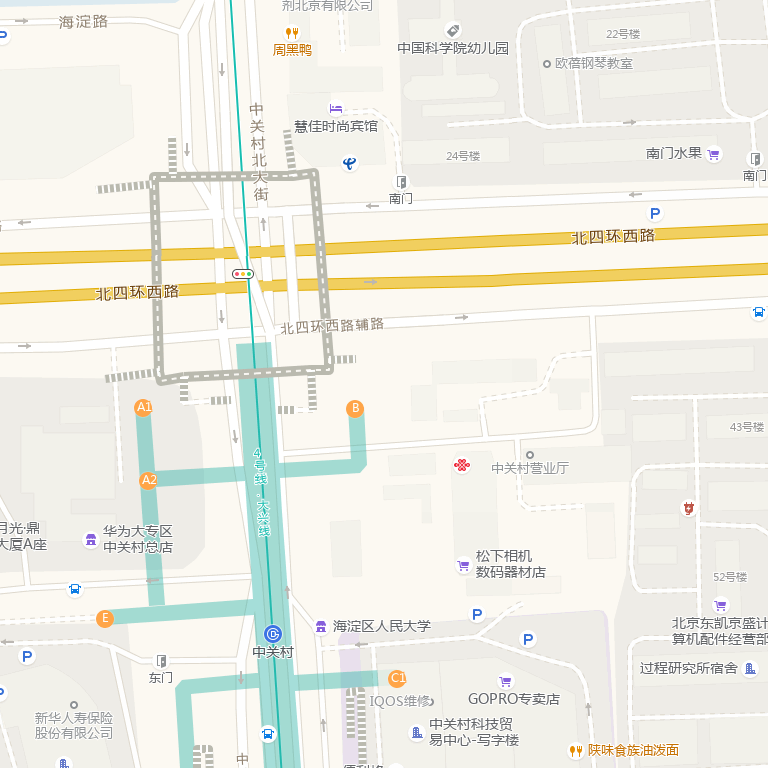 剂北京有限公司
海淀路
周黑鸭
中国科学院幼儿园
22号楼
欧蓓钢琴教室
中关村北大街
慧佳时尚宾馆
24号楼
南门水果
南门
南门
P
北四环西路
北四环西路
北四环西路辅路
A1
B
43号楼
4号线·大兴线
中关村营业厅
A2
月光·鼎
大厦A座
华为大专区
中关村总店
松下相机
数码器材店
52号楼
E
P
海淀区人民大学
北京东凯京盛计
算机配件经营部
中关村
P
P
东门
过程研究所宿舍
C1
IQOS维修
GOPRO专卖店
新华人寿保险
股份有限公司
中关村科技贸
易中心-写字楼
陕味食族油泼面
中